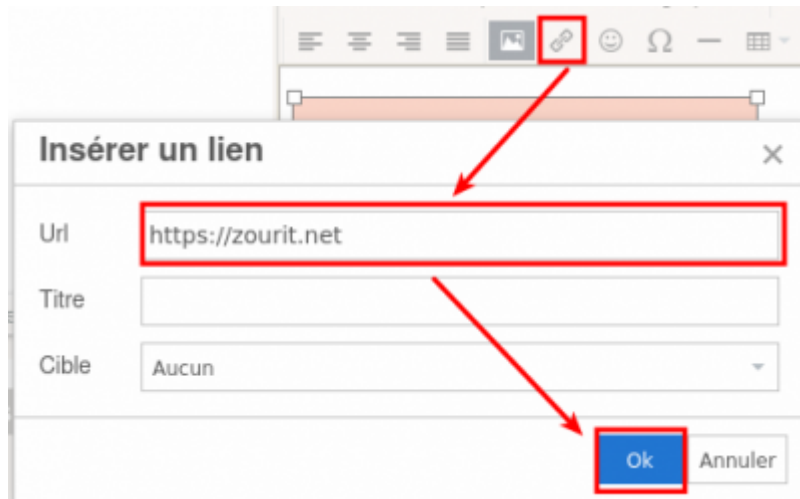 Insérer un lien
Url https://zourit.net
Titre
Cible Aucun
Ok Annuler